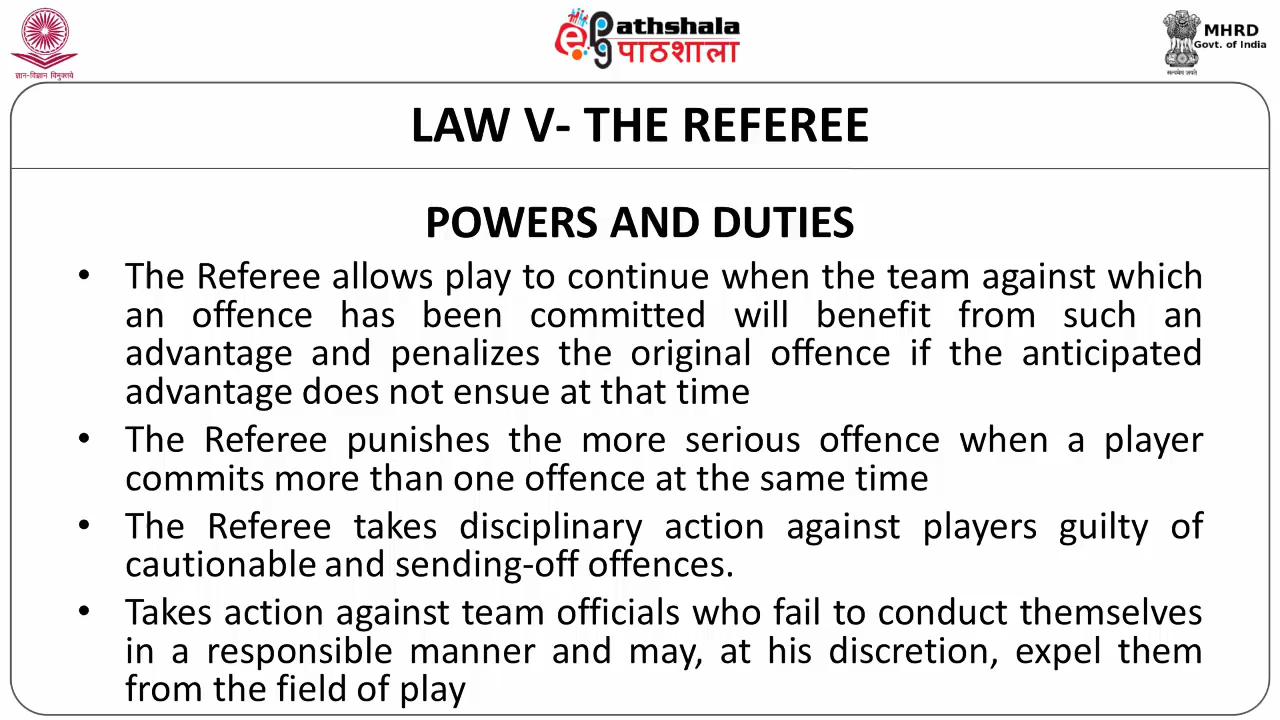 ज्ञान-विज्ञान विमुक्तये
ePathshala
पाठशाला
MHRD
Govt. of India
सत्यमेव जयते
LAW V- THE REFEREE
POWERS AND DUTIES
• The Referee allows play to continue when the team against which
an offence has been committed will benefit from such an
advantage and penalizes the original offence if the anticipated
advantage does not ensue at that time
• The Referee punishes the more serious offence when a player
commits more than one offence at the same time
• The Referee takes disciplinary action against players guilty of
cautionable and sending-off offences.
• Takes action against team officials who fail to conduct themselves
in a responsible manner and may, at his discretion, expel them
from the field of play